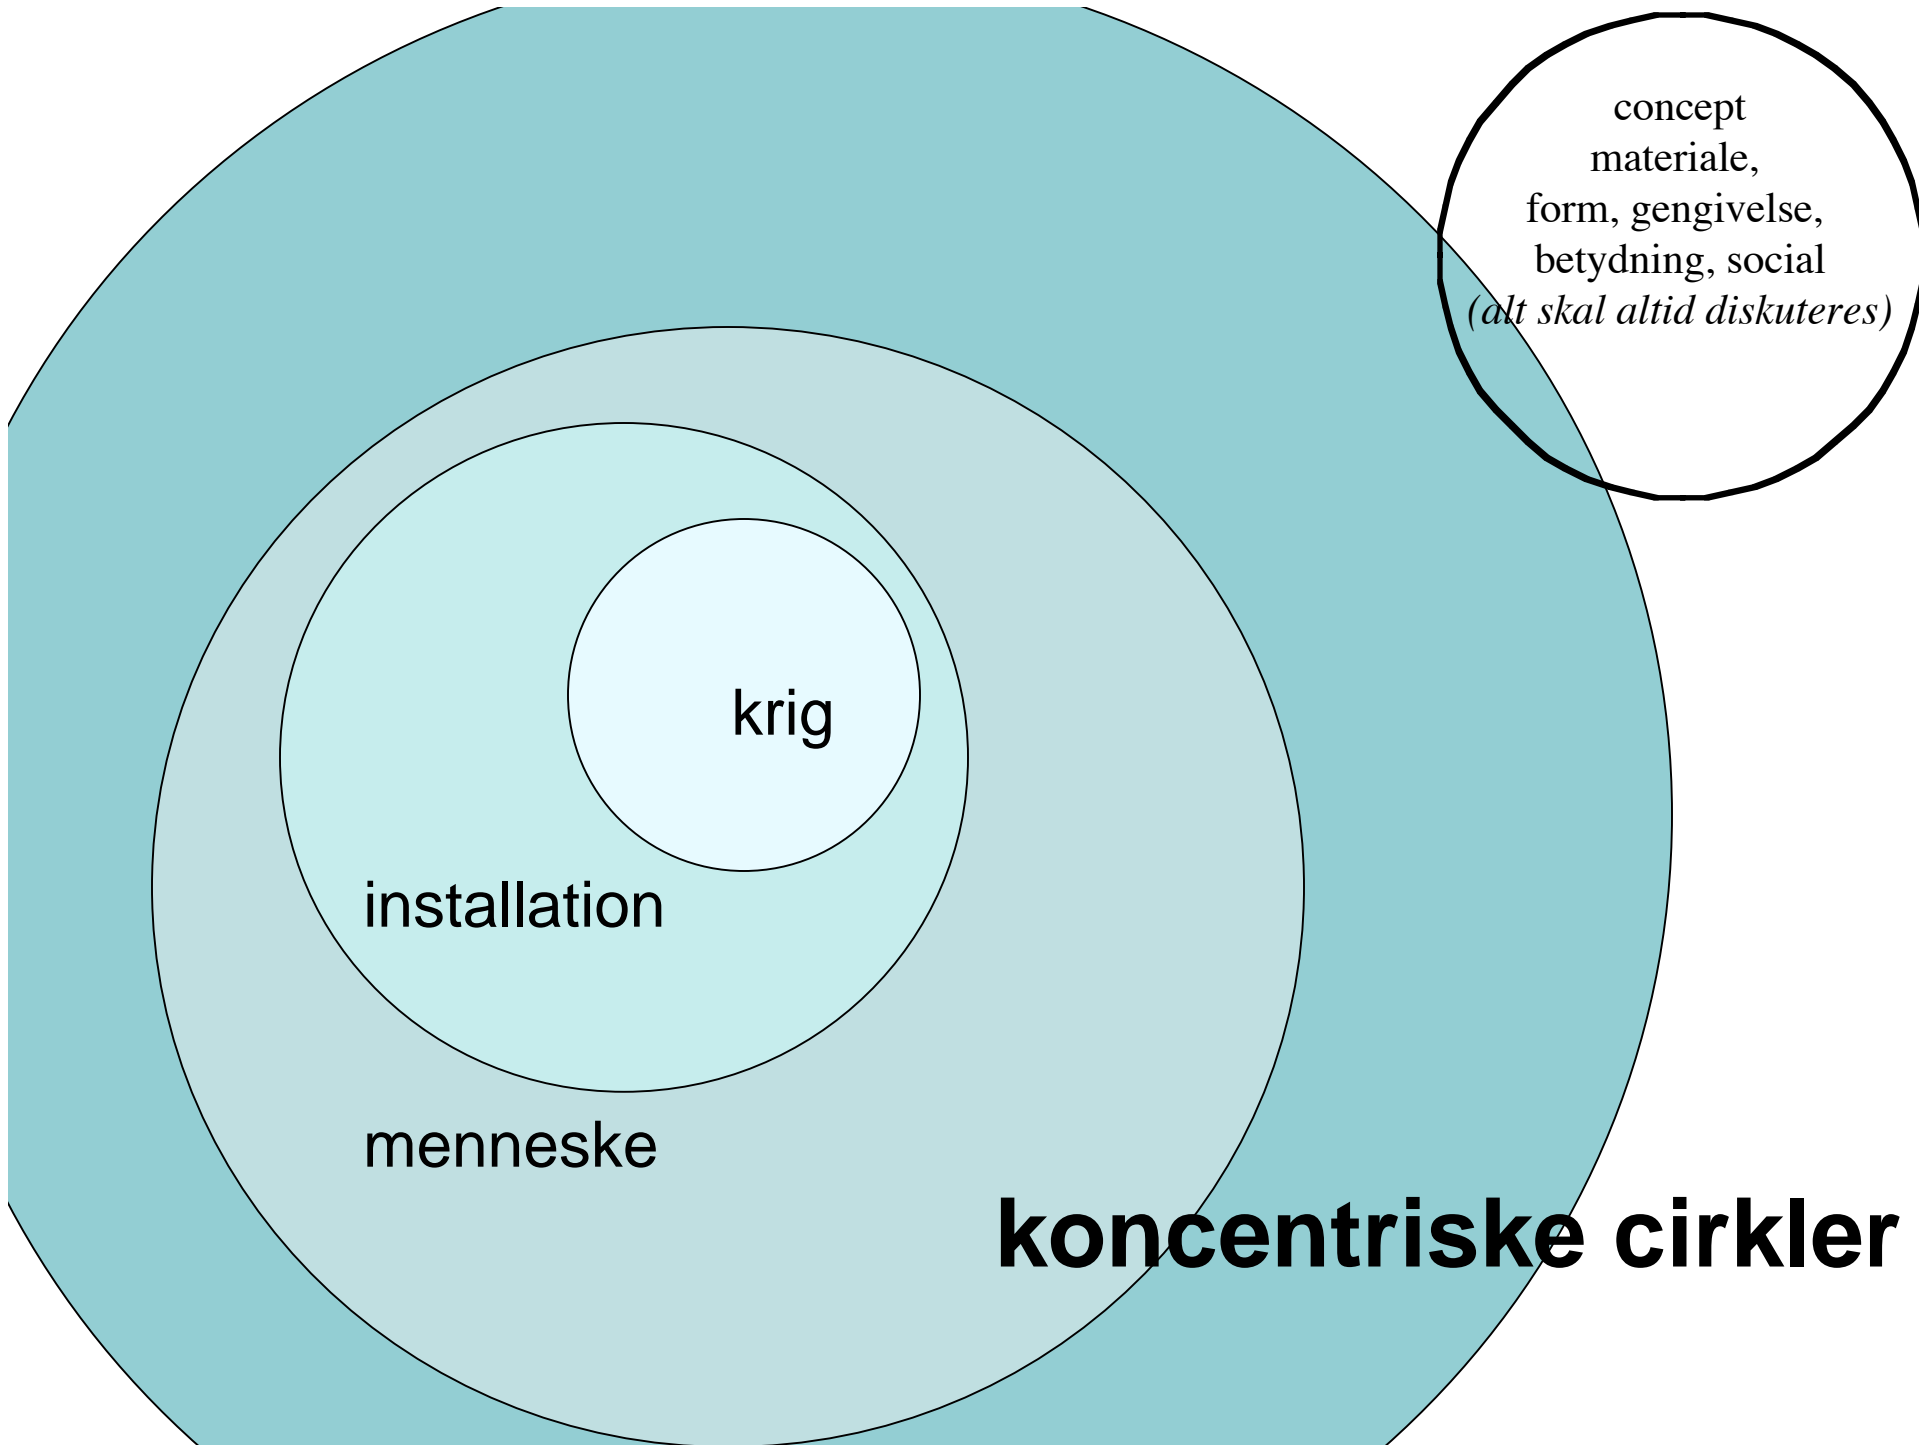 concept
materiale,
form, gengivelse,
betydning, social
(alt skal altid diskuteres)
krig
installation
menneske
koncentriske cirkler